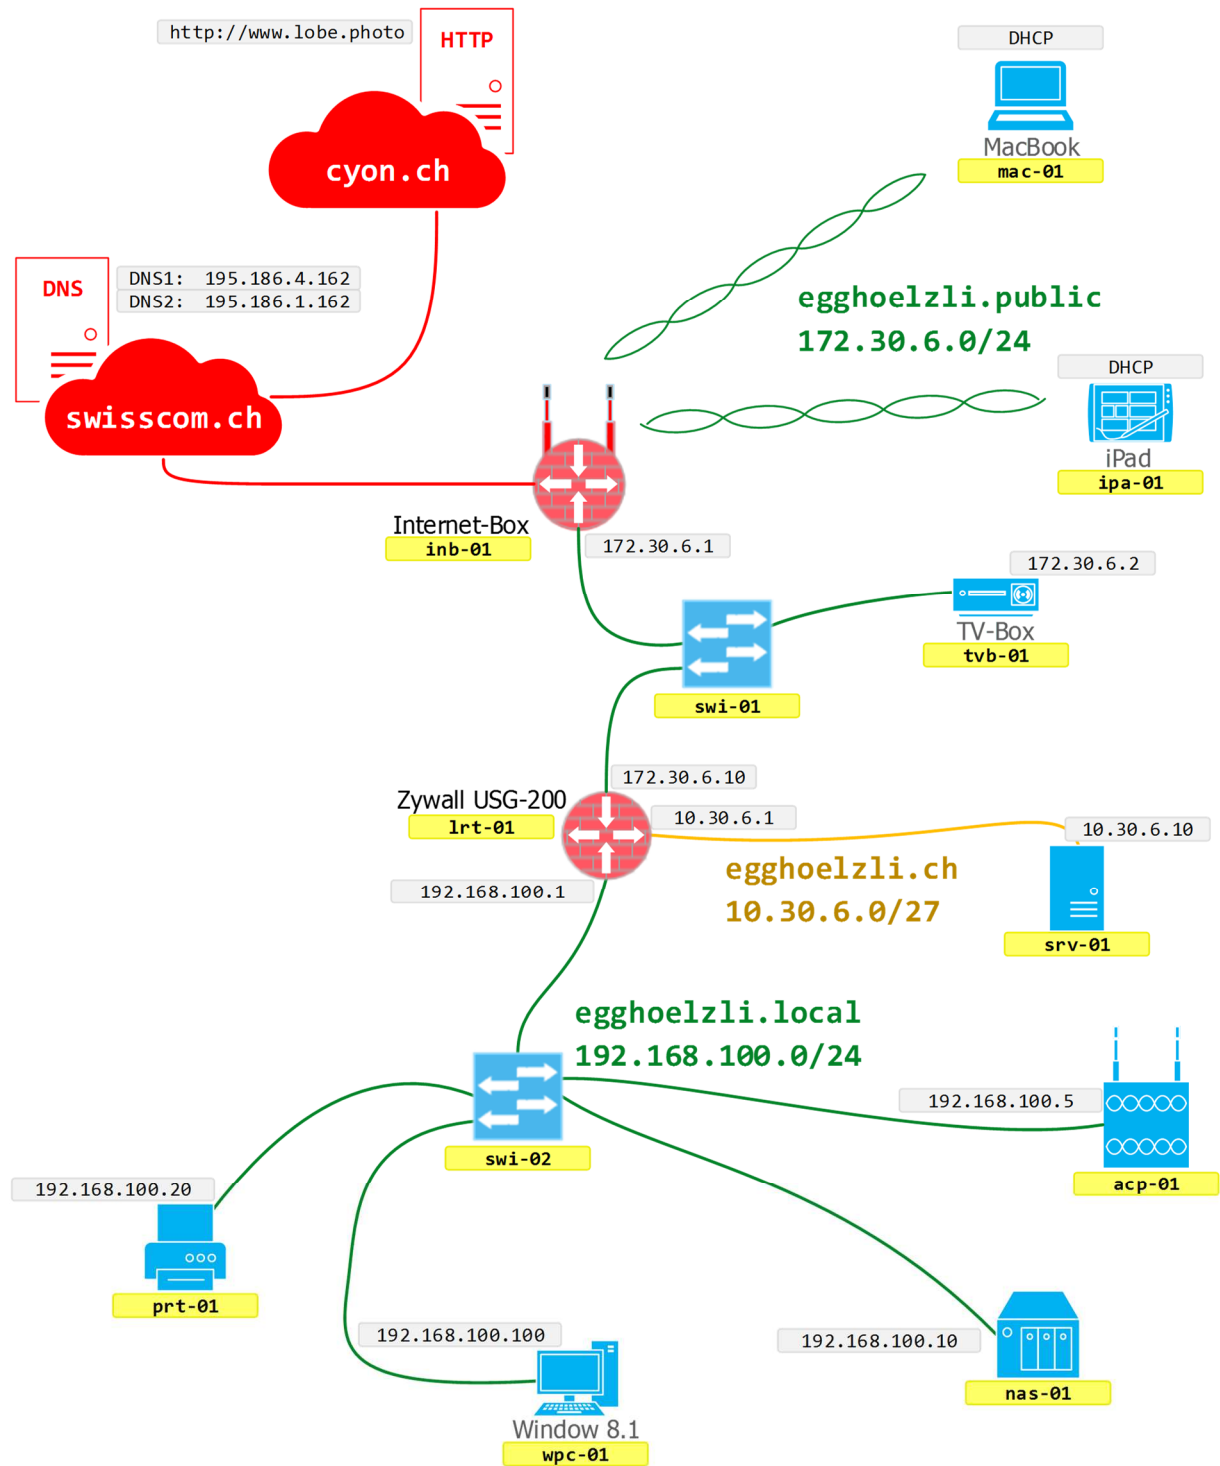 http://www.lobe.photo
HTTP
cyon.ch
DHCP
MacBook
mac-01
DNS
DNS1: 195.186.4.162
DNS2: 195.186.1.162
swisscom.ch
egghoelzli.public
172.30.6.0/24
DHCP
iPad
ipa-01
Internet-Box
inb-01
172.30.6.1
172.30.6.2
TV-Box
tvb-01
swi-01
172.30.6.10
Zywall USG-200
lrt-01
10.30.6.1
10.30.6.10
egghoelzli.ch
10.30.6.0/27
192.168.100.1
srv-01
egghoelzli.local
192.168.100.0/24
192.168.100.5
acp-01
swi-02
192.168.100.20
prt-01
192.168.100.100
Window 8.1
wpc-01
192.168.100.10
nas-01